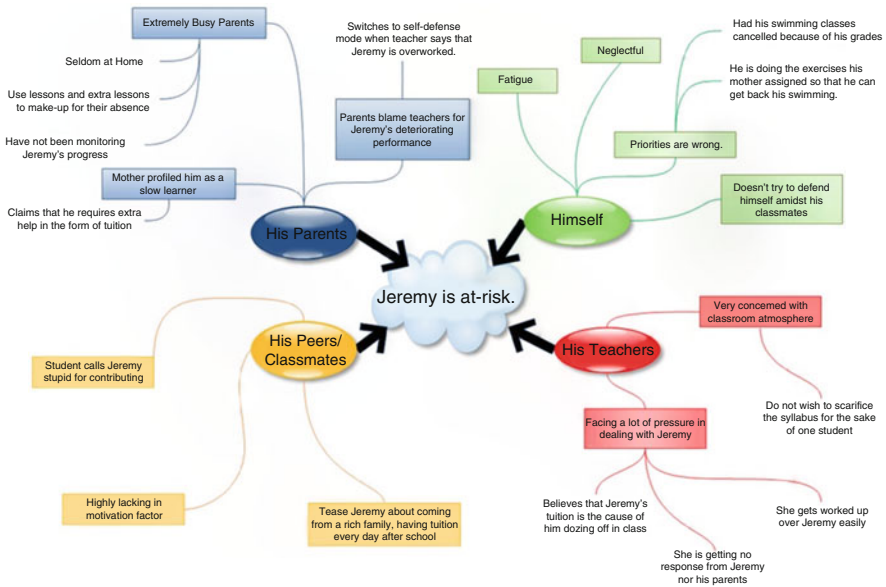 Extremely Busy Parents
Seldom at Home
Use lessons and extra lessons
to make-up for their absence
Have not been monitoring
Jeremy's progress
Mother profiled him as a
slow learner
Claims that he requires extra
help in the form of tuition
Switches to self-defense
mode when teacher says that
Jeremy is overworked.
Parents blame teachers for
Jeremy's deteriorating
performance
His Parents
Fatigue
Neglectful
Had his swimming classes
cancelled because of his grades
He is doing the exercises his
mother assigned so that he can
get back his swimming.
Priorities are wrong.
Doesn't try to defend
himself amidst his
classmates
Himself
Jeremy is at-risk.
His Peers/
Classmates
Student calls Jeremy
stupid for contributing
Highly lacking in
motivation factor
Tease Jeremy about coming
from a rich family, having tuition
every day after school
His Teachers
Very concerned with
classroom atmosphere
Do not wish to scarifice
the syllabus for the sake
of one student
Facing a lot of pressure in
dealing with Jeremy
Believes that Jeremy's
tuition is the cause of
him dozing off in class
She is getting no
response from Jeremy
nor his parents
She gets worked up
over Jeremy easily